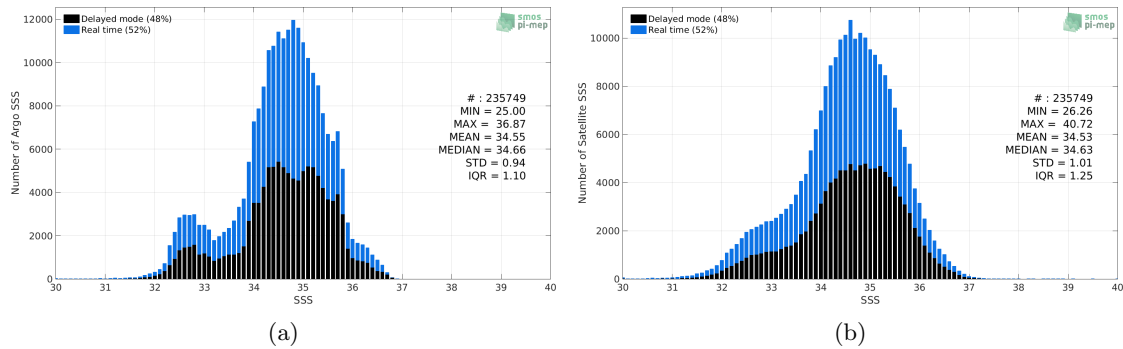 Delayed mode (48%)
Real time (52%)
smos
pi-mep
12000
10000
8000
6000
4000
2000
0
Number of Argo SSS
# : 235749
MIN = 25.00
MAX = 36.87
MEAN = 34.55
MEDIAN = 34.66
STD = 0.94
IQR = 1.10
30 31 32 33 34 35 36 37 38 39 40
SSS
(a)
Delayed mode (48%)
Real time (52%)
smos
pi-mep
10000
8000
6000
4000
2000
0
Number of Satellite SSS
# : 235749
MIN = 26.26
MAX = 40.72
MEAN = 34.53
MEDIAN = 34.63
STD = 1.01
IQR = 1.25
30 31 32 33 34 35 36 37 38 39 40
SSS
(b)